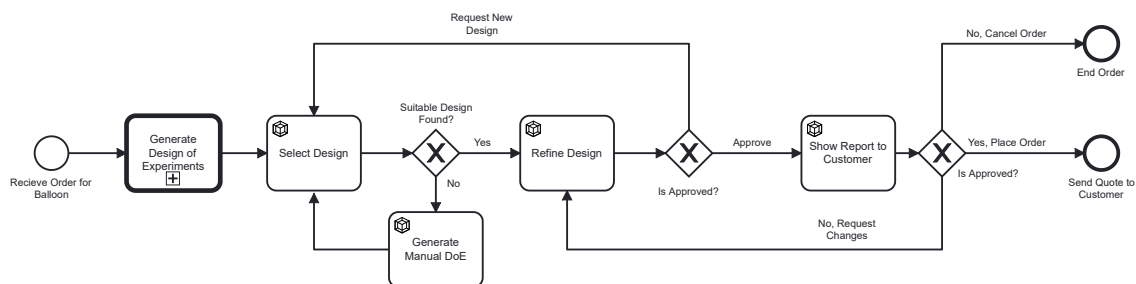 Request New
Design
No, Cancel Order
End Order
Suitable Design
Found?
Generate
Design of
Experiments
Select Design
Yes
Refine Design
Approve
Show Report to
Customer
Yes, Place Order
No
Is Approved?
Is Approved?
Recieve Order for
Balloon
Send Quote to
Customer
No, Request
Changes
Generate
Manual DoE